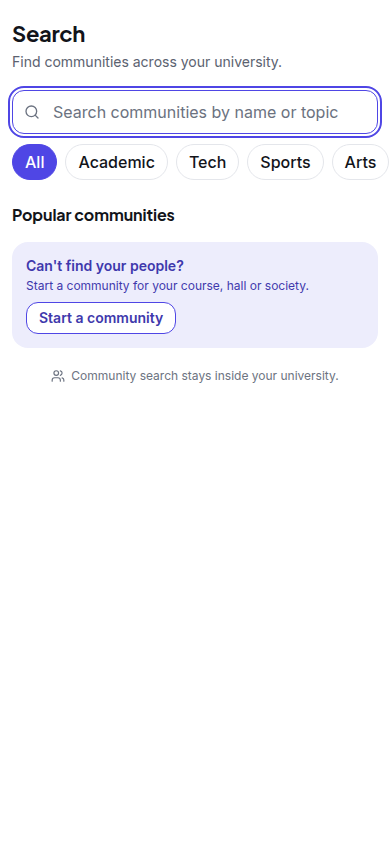 Search
Find communities across your university.
Search communities by name or topic
All Academic Tech Sports Arts
Popular communities
Can't find your people?
Start a community for your course, hall or society.
Start a community
Community search stays inside your university.